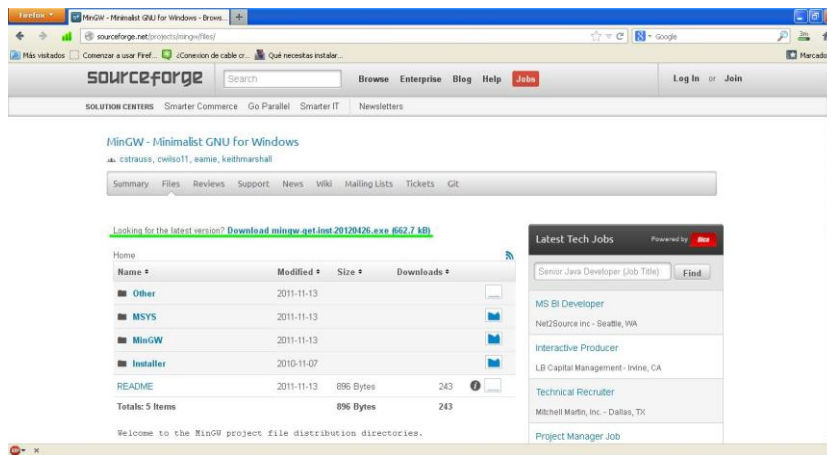 Firefox
MinGW - Minimalist GNU for Windows - Brows...
sourceforge.net/projects/mingw/files/
Google
Más visitados
Comenzar a usar Firef...
¿Conexion de cable cr...
Qué necesitas instalar...
Marcado
sourceforge
Search
Browse Enterprise Blog Help Jobs
Log In or Join
SOLUTION CENTERS Smarter Commerce Go Parallel Smarter IT Newsletters
MinGW - Minimalist GNU for Windows
cstrauss, cwilso11, earnie, keithmarshall
Summary Files Reviews Support News Wiki Mailing Lists Tickets Git
Looking for the latest version? Download mingw-get-inst-20120426.exe (662.7 kB)
Home
Name Modified Size Downloads
Other 2011-11-13
MSYS 2011-11-13
MinGW 2011-11-13
Installer 2010-11-07
README 2011-11-13 896 Bytes 243
Totals: 5 Items 896 Bytes 243
Welcome to the MinGW project file distribution directories.
Latest Tech Jobs Powered by Dice
Senior Java Developer (Job Title) Find
MS BI Developer
Net2Source inc - Seattle, WA
Interactive Producer
LB Capital Management - Irvine, CA
Technical Recruiter
Mitchell Martin, Inc. - Dallas, TX
Project Manager Job